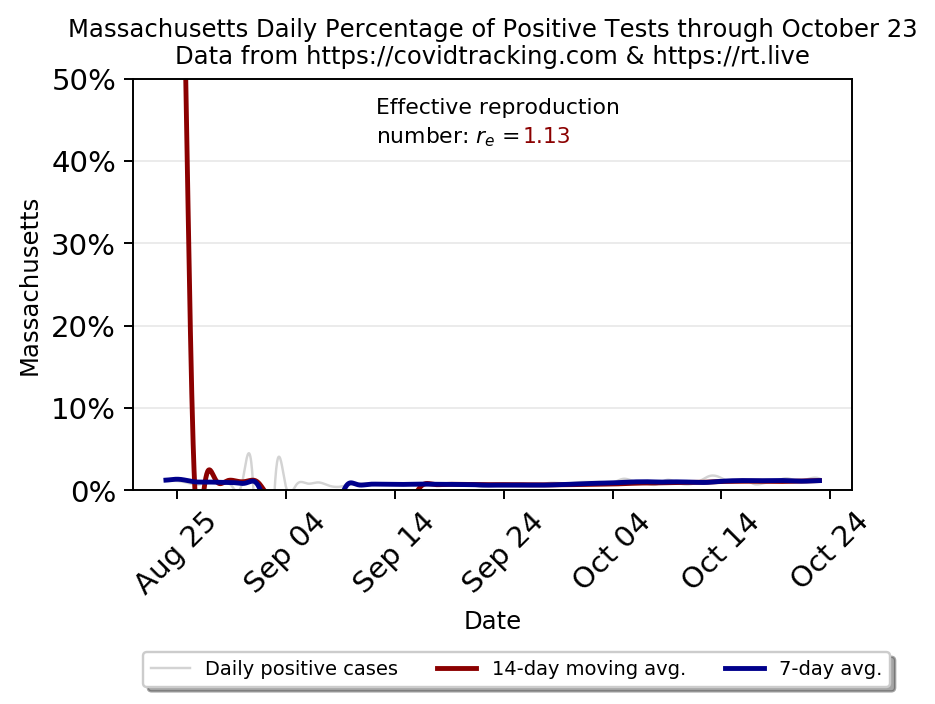 Massachusetts Daily Percentage of Positive Tests through October 23
Data from https://covidtracking.com & https://rt.live
Effective reproduction
number: rₑ =1.13
50%
40%
30%
20%
10%
0%
Massachusetts
Aug 25
Sep 04
Sep 14
Sep 24
Oct 04
Oct 14
Oct 24
Date
Daily positive cases
14-day moving avg.
7-day avg.